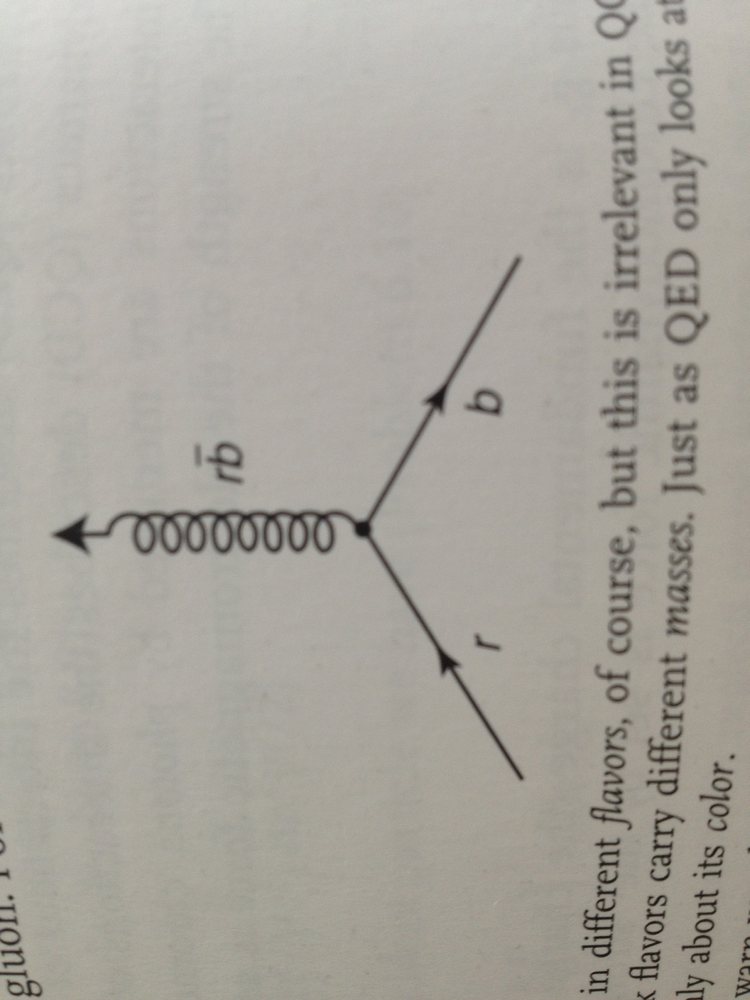 gluon.
rb̄
r
b
in different flavors, of course, but this is irrelevant in
flavors carry different masses. Just as QED only looks at
about its color.